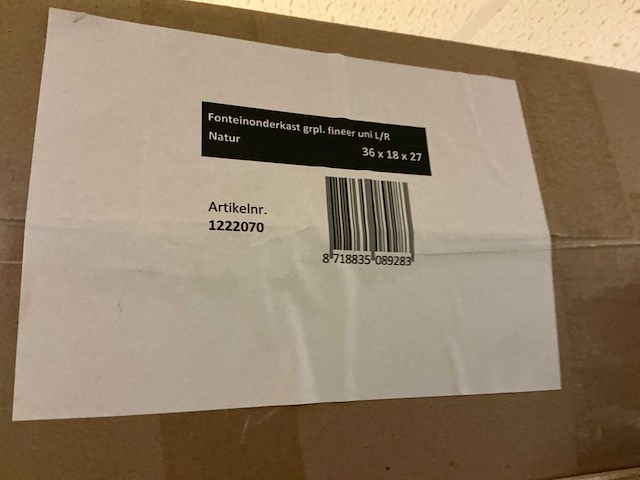 Fonteinonderkast grpl. fineer uni L/R
Natur
36 x 18 x 27
Artikelnr.
1222070
8 718835 089283